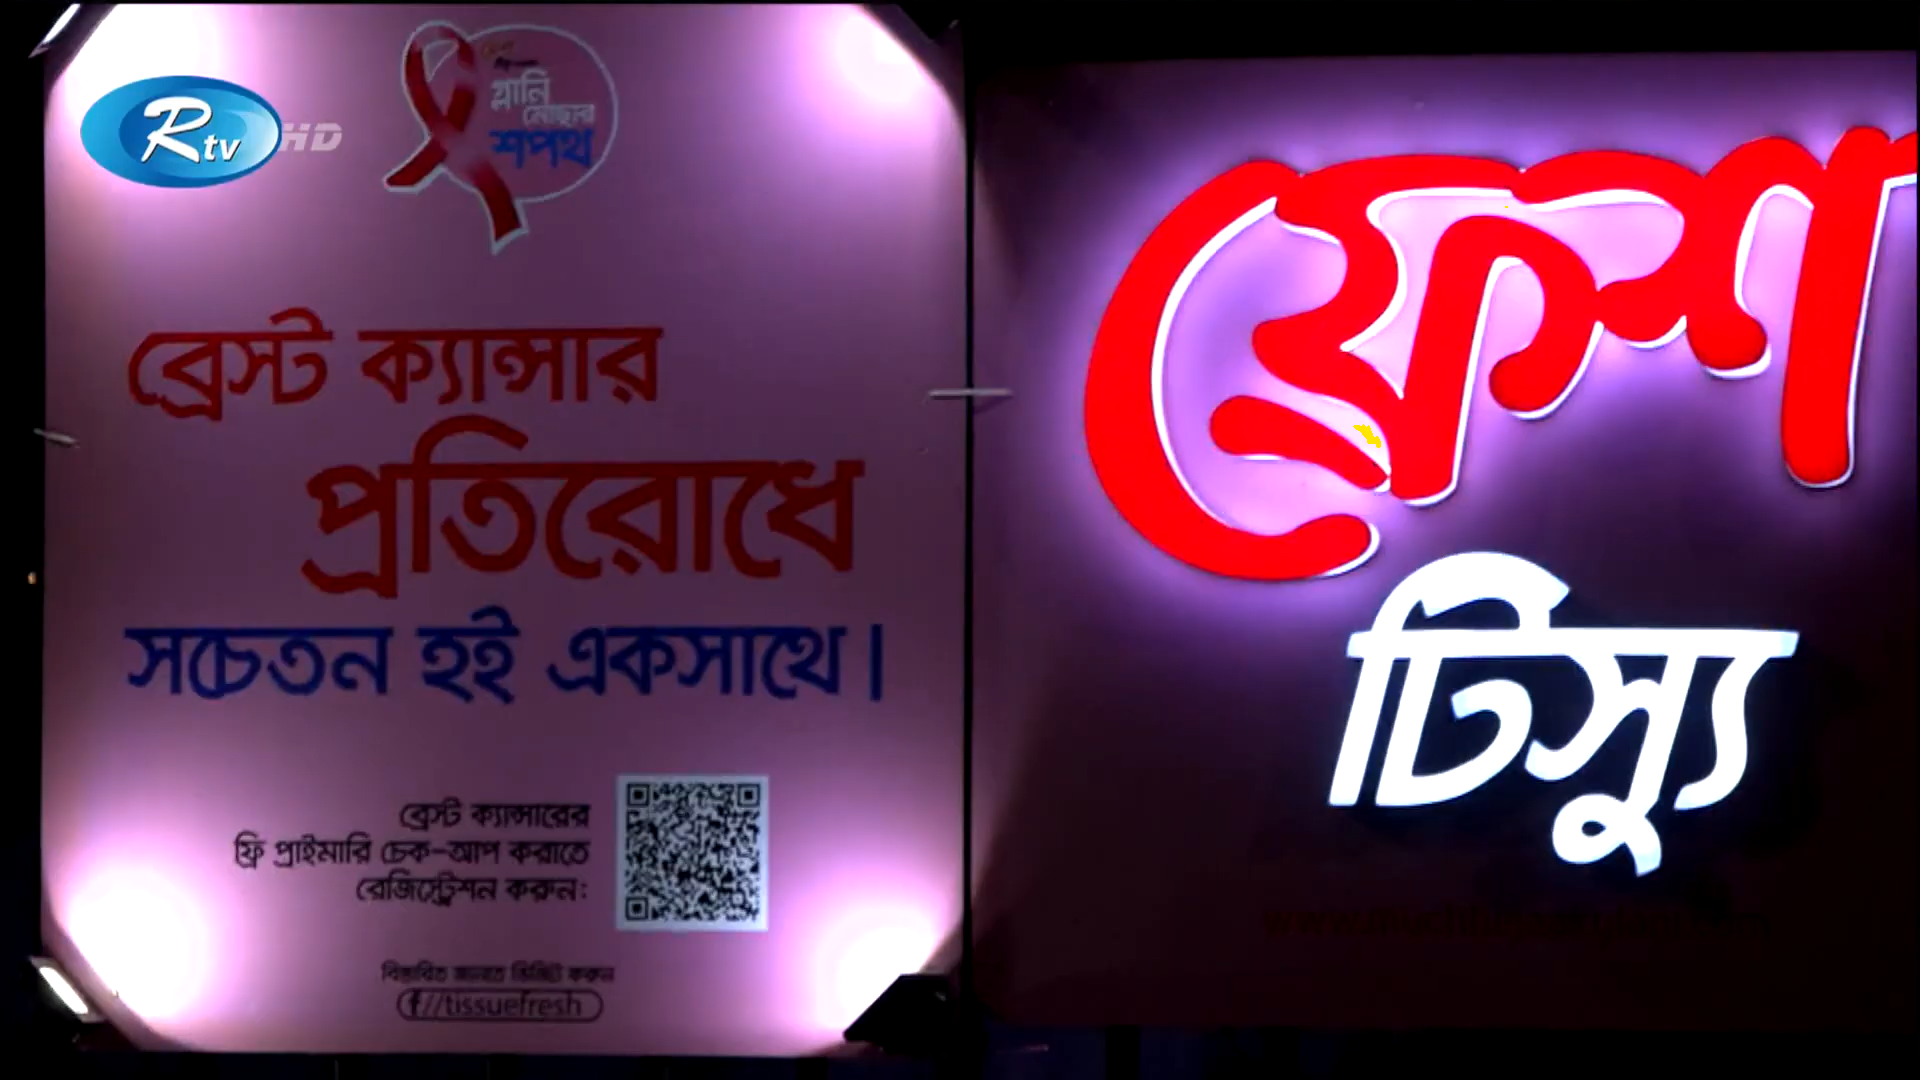 Rtv HD
গ্লানি
মোছার
শপথ
ব্রেস্ট ক্যান্সার
প্রতিরোধে
সচেতন হই একসাথে।
ব্রেস্ট ক্যান্সারের
ফ্রি প্রাইমারি চেক-আপ করাতে
রেজিস্ট্রেশন করুন:
বিস্তারিত জানতে ভিজিট করুন
f//tissuefresh
ফ্রেশ
টিস্যু